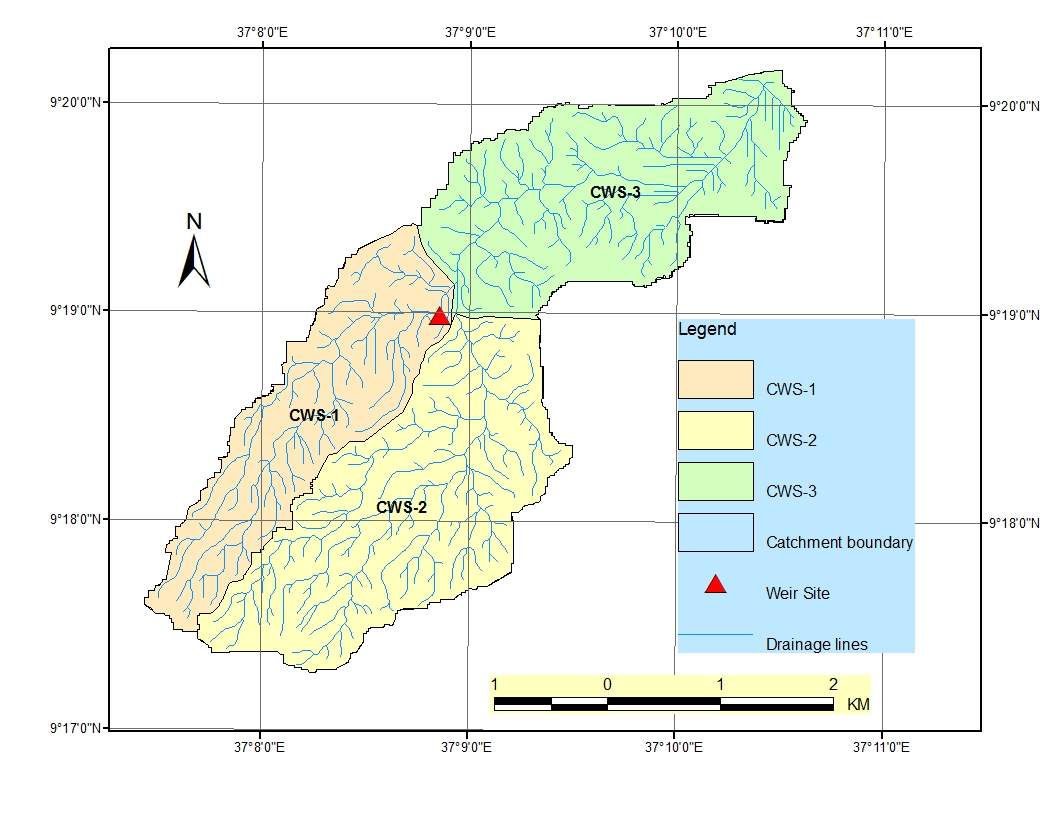 37°8'0"E 37°9'0"E 37°10'0"E 37°11'0"E
9°20'0"N 9°20'0"N
CWS-3
N
9°19'0"N 9°19'0"N
Legend
CWS-1
CWS-1
CWS-2
CWS-3
CWS-2
9°18'0"N 9°18'0"N
Catchment boundary
Weir Site
Drainage lines
1 0 1 2
KM
9°17'0"N
37°8'0"E 37°9'0"E 37°10'0"E 37°11'0"E